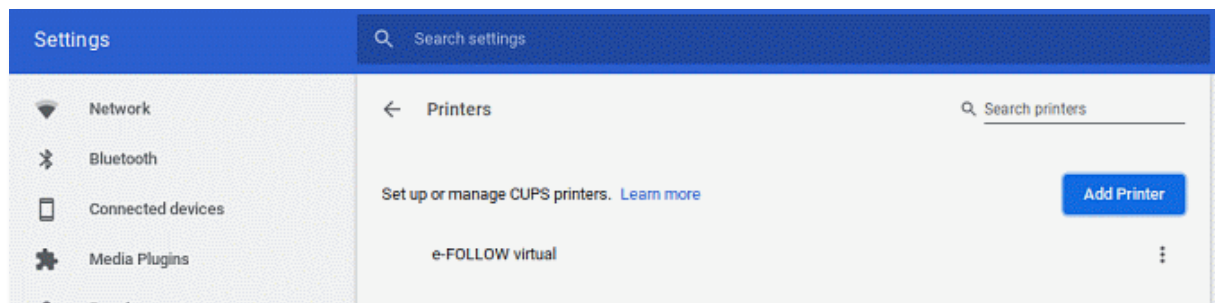 Settings
Search settings
Network
Bluetooth
Connected devices
Media Plugins
Printers
Search printers
Set up or manage CUPS printers. Learn more
Add Printer
e-FOLLOW virtual